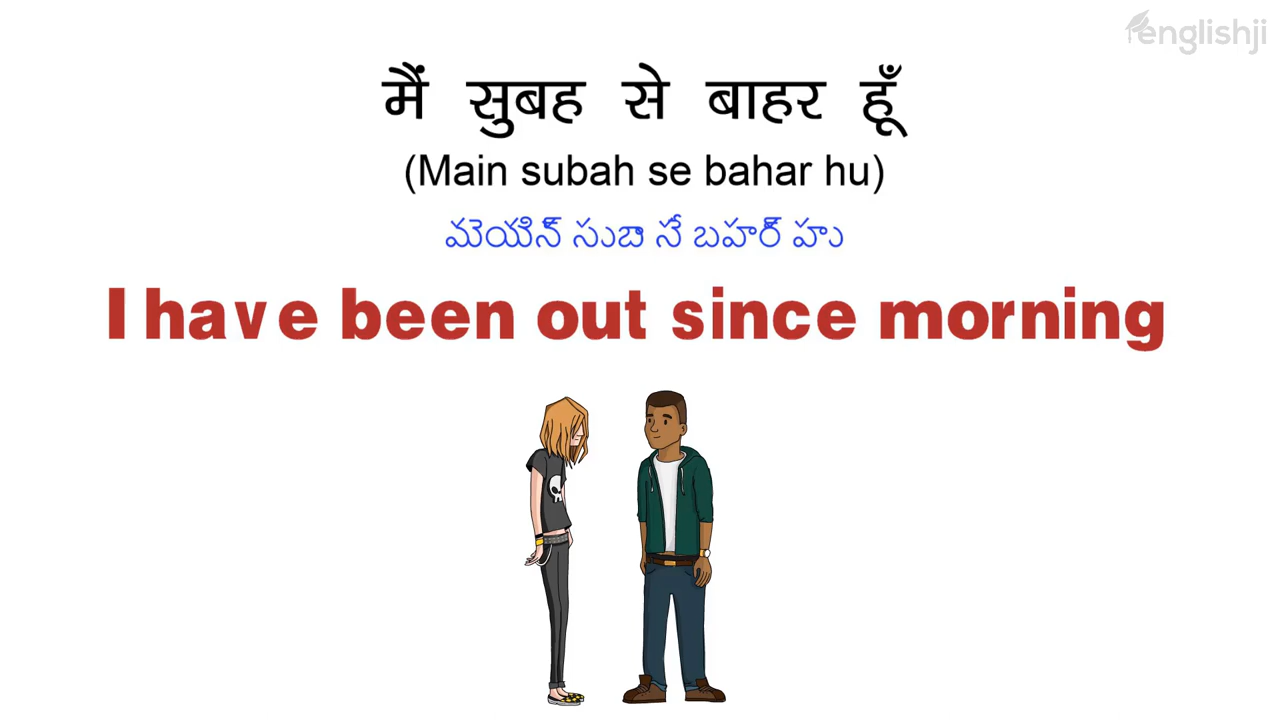 englishji
मैं सुबह से बाहर हूँ
(Main subah se bahar hu)
మెయిన్ సుబా సే బహర్ హు
I have been out since morning